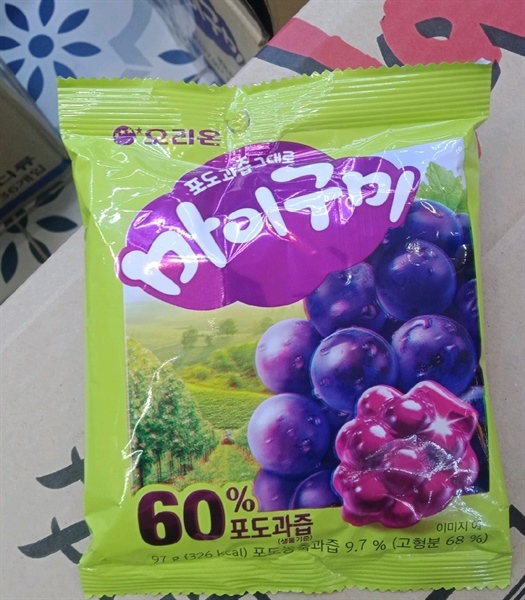 오리온
포도과즙 그대로
마이구미
60%
포도과즙
(생물기준)
97 g (326 kcal) 포도농축과즙 9.7 % (고형분 68 %)
이미지